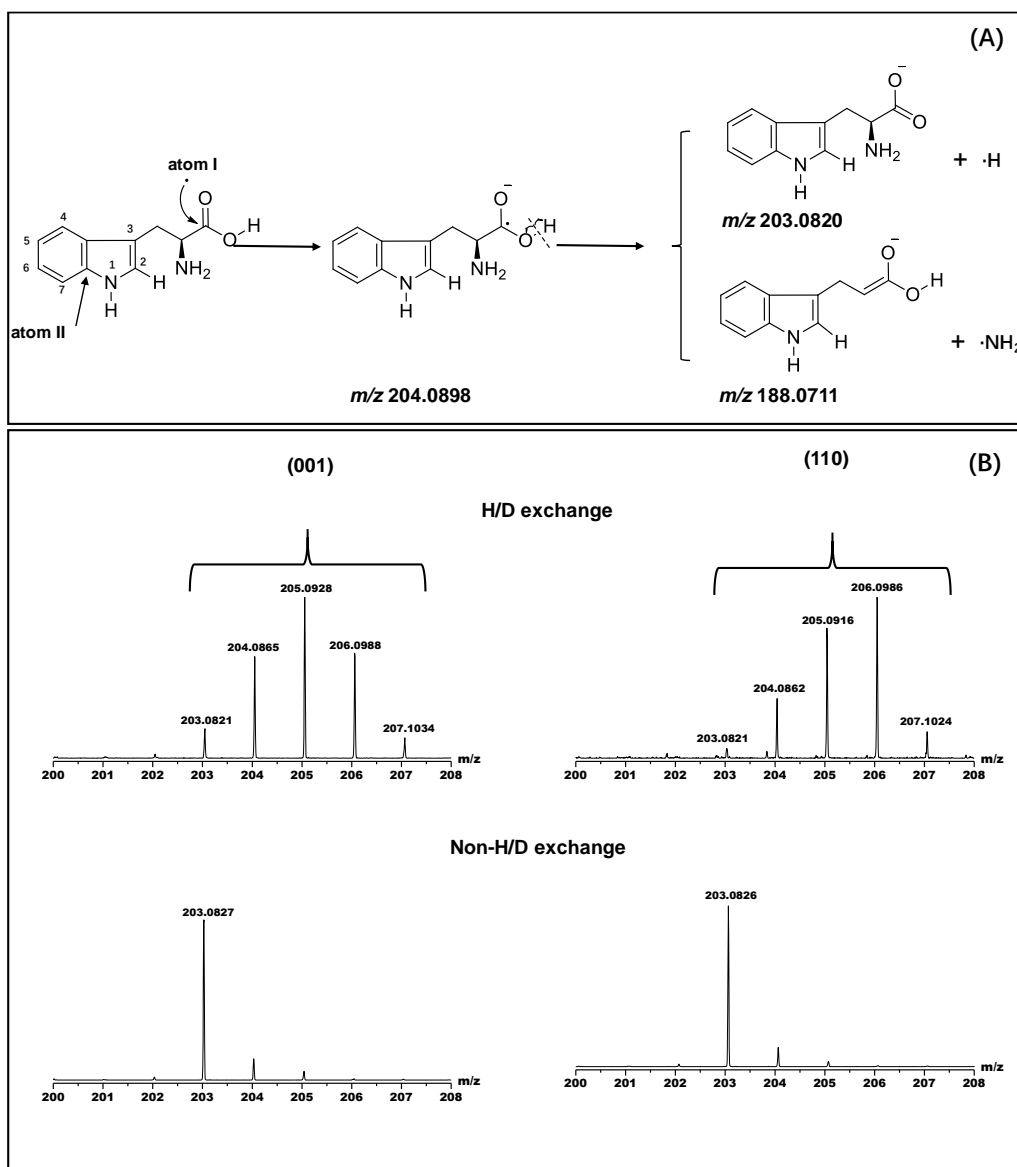 (A)
atom I
·
O
H
O
NH₂
1
2
3
4
5
6
7
N
H
H
atom II
O⁻
·
O
H
NH₂
N
H
H
m/z 204.0898
O⁻
O
NH₂
N
H
H
+ ·H
m/z 203.0820
O⁻
O
H
N
H
H
+ ·NH₂
m/z 188.0711
(B)
(001)
(110)
H/D exchange
203.0821
204.0865
205.0928
206.0988
207.1034
200 201 202 203 204 205 206 207 208
m/z
203.0821
204.0862
205.0916
206.0986
207.1024
200 201 202 203 204 205 206 207 208
m/z
Non-H/D exchange
203.0827
200 201 202 203 204 205 206 207 208
m/z
203.0826
200 201 202 203 204 205 206 207 208
m/z